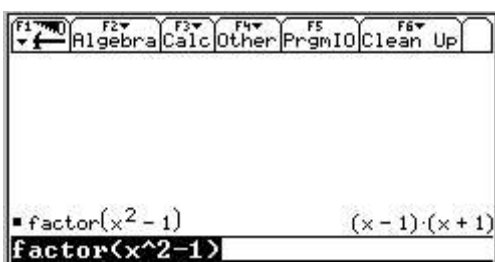 F1 F2 Algebra F3 Calc F4 Other F5 PrgmIO F6 Clean Up
factor(x² - 1) (x - 1)·(x + 1)
factor(x^2-1)